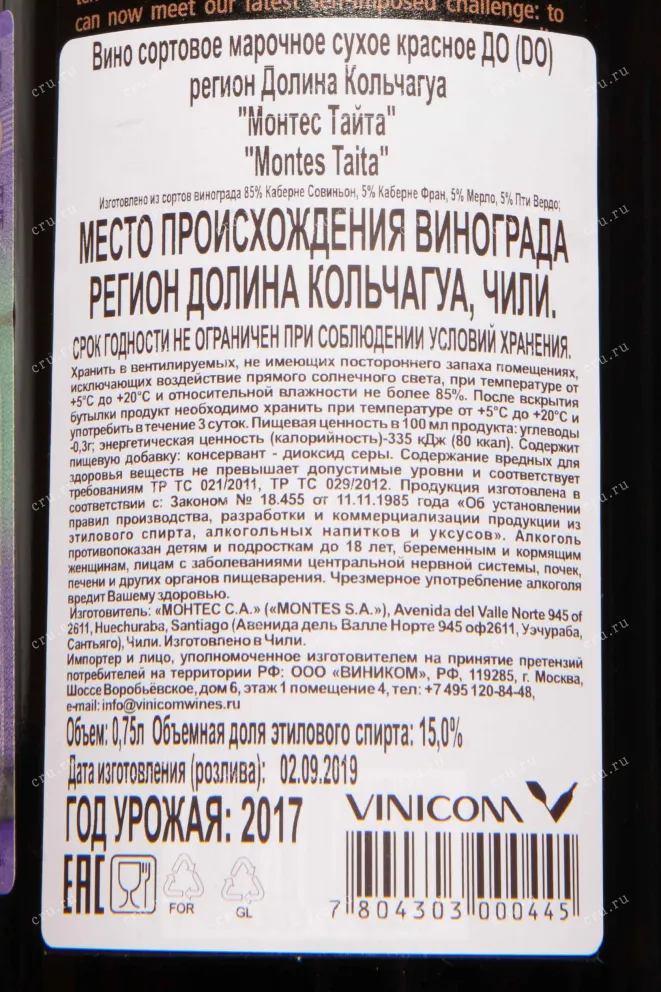 can now meet our latest self-imposed challenge: to
Вино сортовое марочное сухое красное ДО (DO)
регион Долина Кольчагуа
"Монтес Тайта"
"Montes Taita"
Изготовлено из сортов винограда 85% Каберне Совиньон, 5% Каберне Фран, 5% Мерло, 5% Пти Вердо;
МЕСТО ПРОИСХОЖДЕНИЯ ВИНОГРАДА
РЕГИОН ДОЛИНА КОЛЬЧАГУА, ЧИЛИ.
СРОК ГОДНОСТИ НЕ ОГРАНИЧЕН ПРИ СОБЛЮДЕНИИ УСЛОВИЙ ХРАНЕНИЯ.
Хранить в вентилируемых, не имеющих постороннего запаха помещениях,
исключающих воздействие прямого солнечного света, при температуре от
+5°C до +20°C и относительной влажности не более 85%. После вскрытия
бутылки продукт необходимо хранить при температуре от +5°C до +20°C и
употребить в течение 3 суток. Пищевая ценность в 100 мл продукта: углеводы
-0,3г; энергетическая ценность (калорийность)-335 кДж (80 ккал). Содержит
пищевую добавку: консервант - диоксид серы. Содержание вредных для
здоровья веществ не превышает допустимые уровни и соответствует
требованиям ТР ТС 021/2011, ТР ТС 029/2012. Продукция изготовлена в
соответствии с: Законом № 18.455 от 11.11.1985 года «Об установлении
правил производства, разработки и коммерциализации продукции из
этилового спирта, алкогольных напитков и уксусов». Алкоголь
противопоказан детям и подросткам до 18 лет, беременным и кормящим
женщинам, лицам с заболеваниями центральной нервной системы, почек,
печени и других органов пищеварения. Чрезмерное употребление алкоголя
вредит Вашему здоровью.
Изготовитель: «МОНТЕС С.А.» («MONTES S.A.»), Avenida del Valle Norte 945 of
2611, Huechuraba, Santiago (Авенида дель Валле Норте 945 оф2611, Уэчураба,
Сантьяго), Чили. Изготовлено в Чили.
Импортер и лицо, уполномоченное изготовителем на принятие претензий
потребителей на территории РФ: ООО «ВИНИКОМ», РФ, 119285, г. Москва,
Шоссе Воробьёвское, дом 6, этаж 1 помещение 4, тел: +7 495 120-84-48,
e-mail: info@vinicomwines.ru
Объем: 0,75л Объемная доля этилового спирта: 15,0%
Дата изготовления (розлива): 02.09.2019
ГОД УРОЖАЯ: 2017
VINICOM
EAC
FOR
GL
7 804303 000445